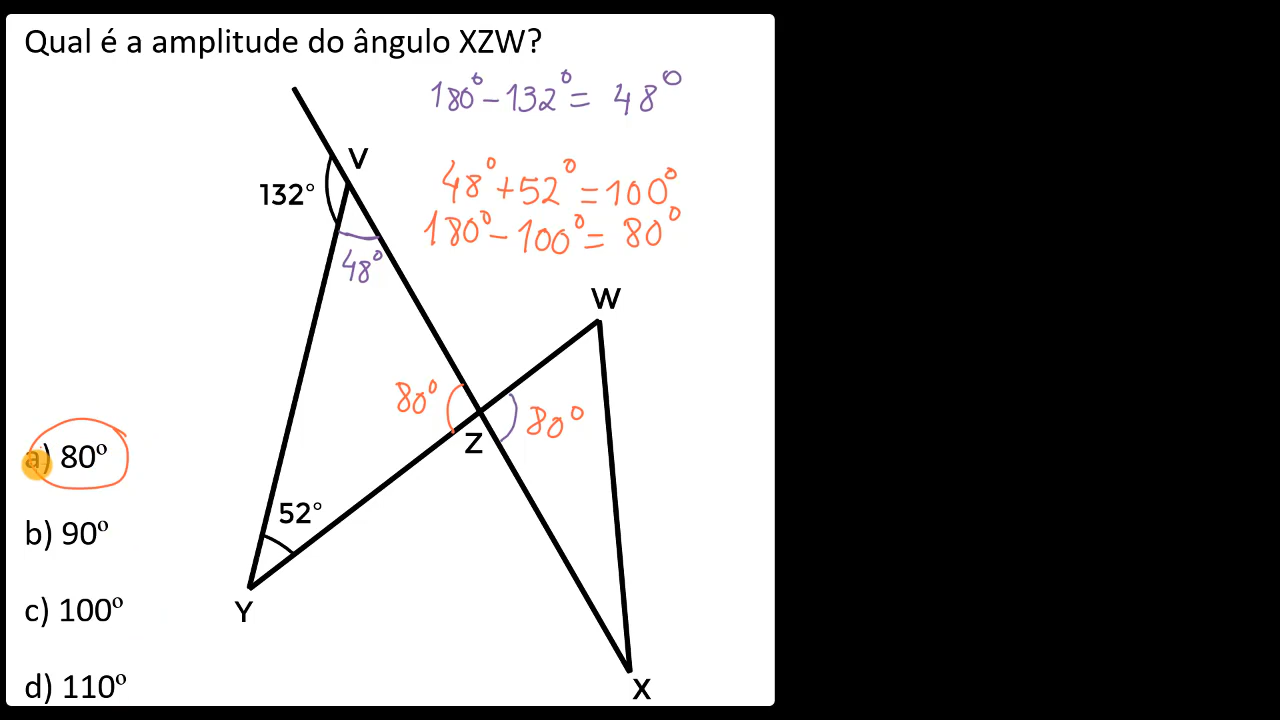 Qual é a amplitude do ângulo XZW?
180° - 132° = 48°
V
132°
48° + 52° = 100°
180° - 100° = 80°
48°
W
80°
80°
Z
a) 80º
52°
b) 90º
Y
c) 100º
d) 110º
X